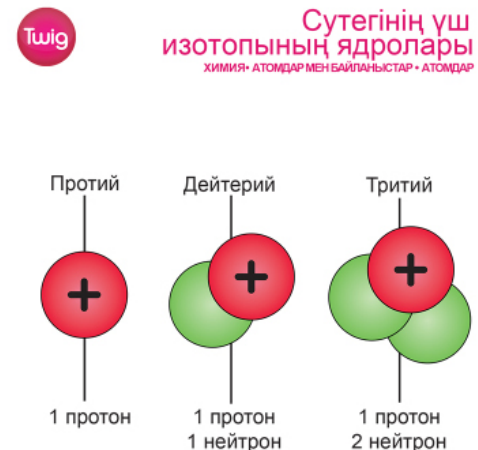 Twig
Сутегінің үш
изотопының ядролары
ХИМИЯ• АТОМДАР МЕН БАЙЛАНЫСТАР • АТОМДАР
Протий Дейтерий Тритий
+ + +
1 протон 1 протон 1 протон
1 нейтрон 2 нейтрон